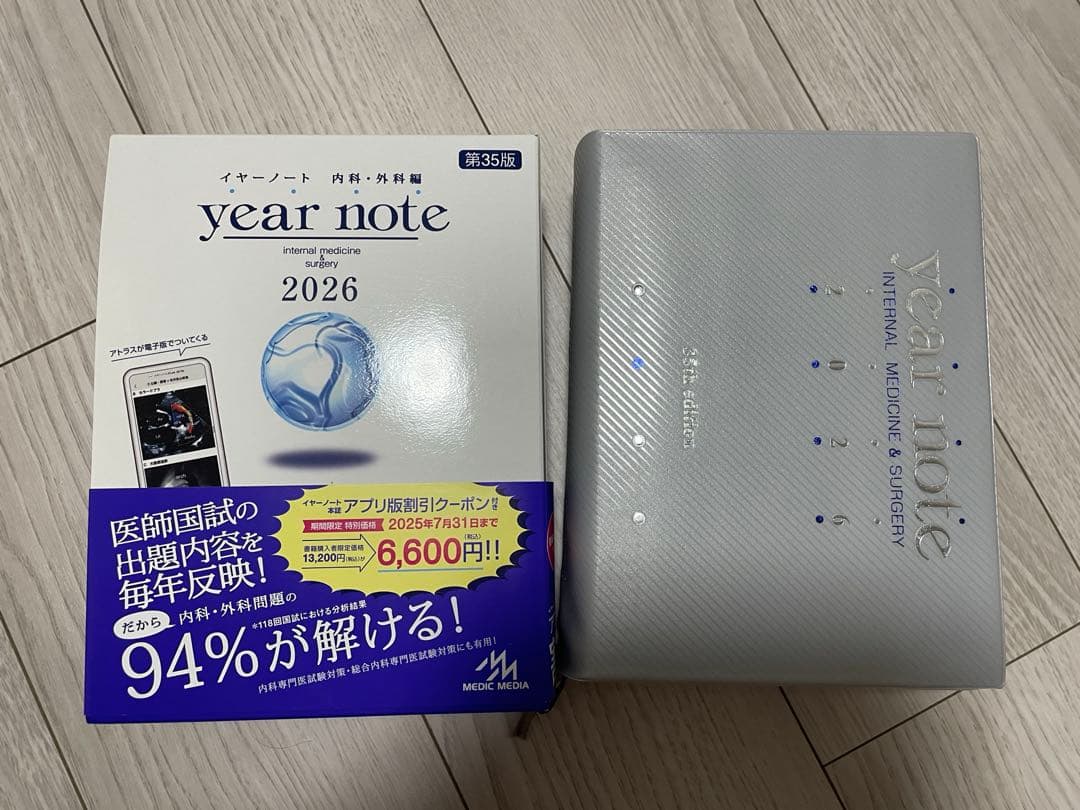 第35版
イヤーノート 内科・外科編
year note
internal medicine
&
surgery
2026
アトラスが電子版でついてくる
医師国試の
出題内容を
毎年反映!
イヤーノート
本誌
アプリ版割引クーポン付き
期間限定 特別価格 2025年7月31日まで
書籍購入者限定価格
13,200円(税込)が
6,600円!!
(税込)
だから
内科・外科問題の
*118回国試における分析結果
94%が解ける!
内科専門医試験対策・総合内科専門医試験対策にも有用!
MEDIC MEDIA
year note
INTERNAL MEDICINE & SURGERY
2026
35th edition